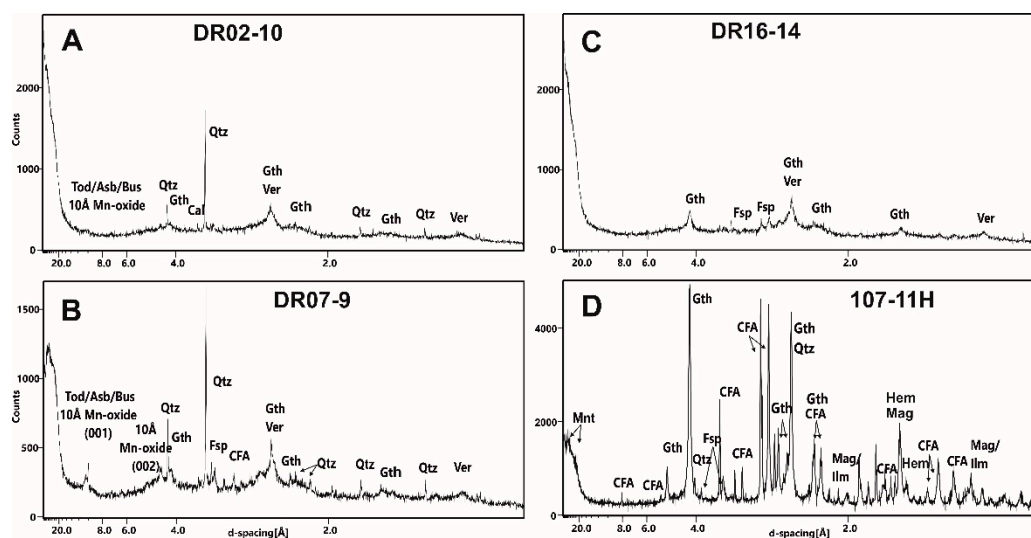 A
DR02-10
Counts
2000
1000
0
Tod/Asb/Bus
10Å Mn-oxide
Qtz
Gth
Cal
Qtz
Gth
Ver
Gth
Qtz
Gth
Qtz
Ver
20.0 8.0 6.0 4.0 2.0
C
DR16-14
2000
1000
0
Gth
Fsp
Fsp
Gth
Ver
Gth
Gth
Ver
20.0 8.0 6.0 4.0 2.0
B
DR07-9
Counts
1500
1000
500
0
Tod/Asb/Bus
10Å Mn-oxide
(001)
10Å
Mn-oxide
(002)
Qtz
Gth
Qtz
Fsp
CFA
Gth
Ver
Gth
Qtz
Qtz
Gth
Qtz
Ver
20.0 8.0 6.0 4.0 2.0
d-spacing[Å]
D
107-11H
4000
2000
0
Mnt
CFA
CFA
Gth
Gth
Qtz
Fsp
CFA
CFA
CFA
Gth
Gth
Qtz
Gth
CFA
Mag/
Ilm
CFA
Hem
Mag
Hem
CFA
CFA
Mag/
Ilm
20.0 8.0 6.0 4.0 2.0
d-spacing[Å]